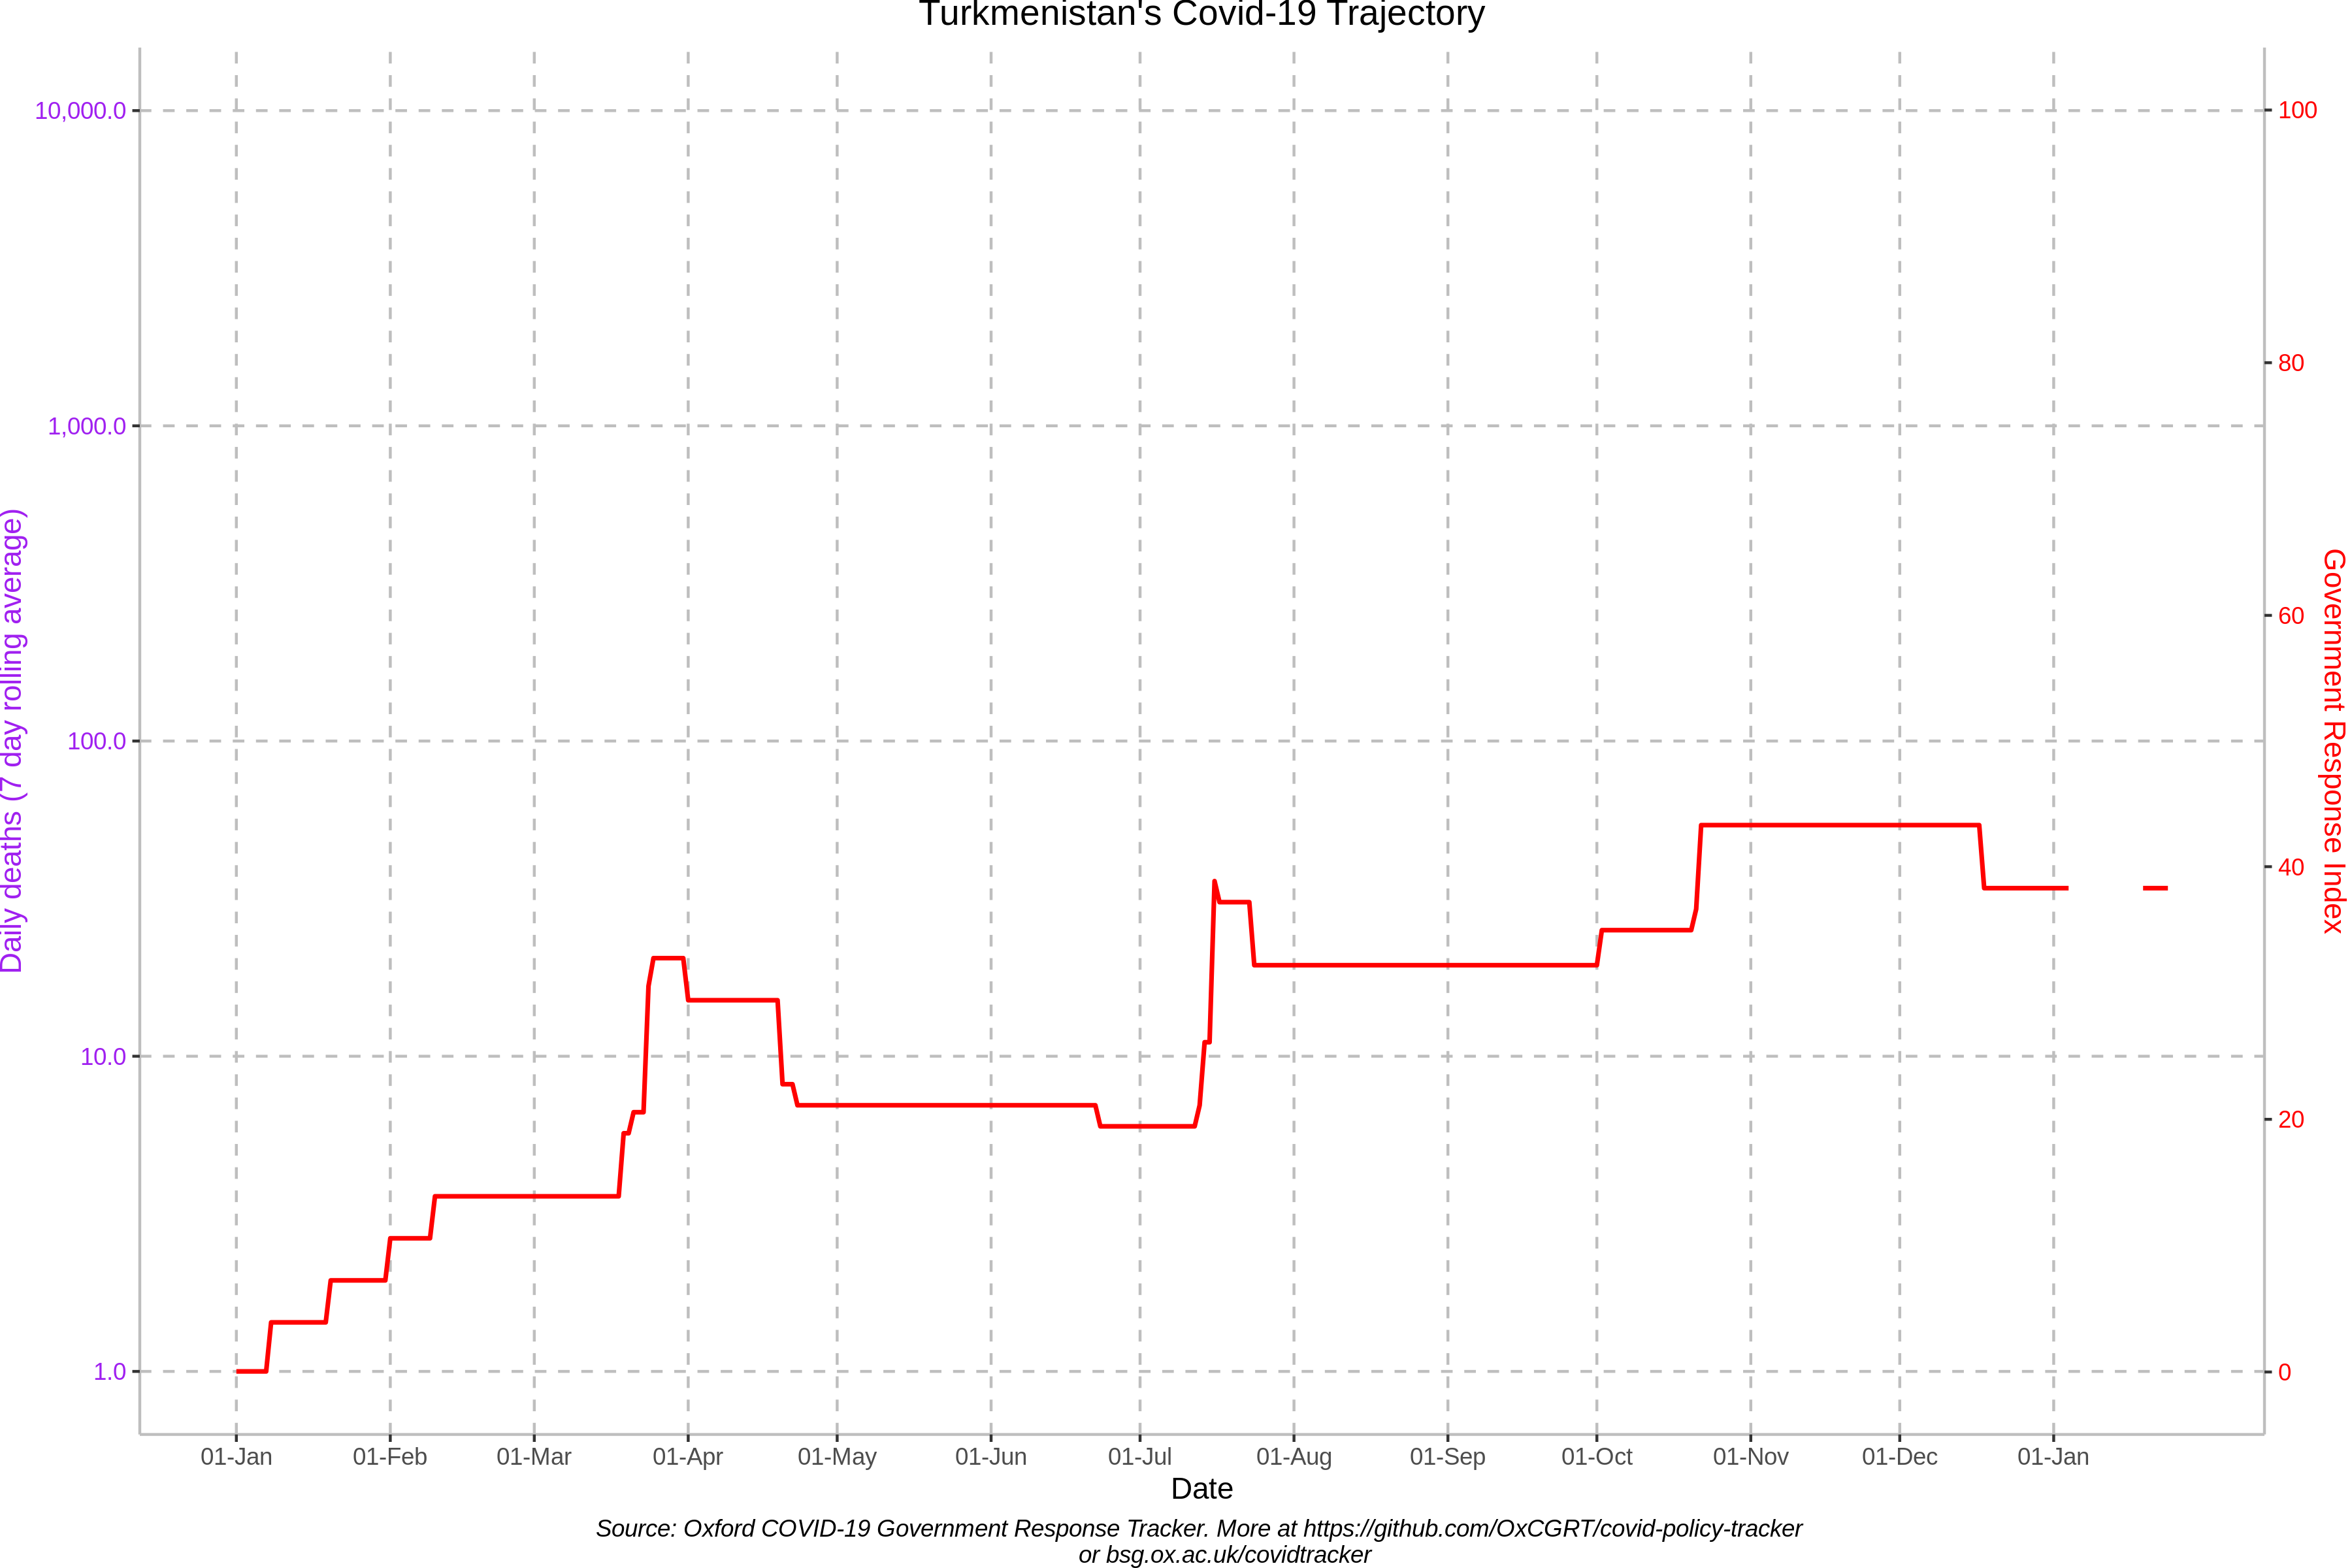 Turkmenistan's Covid-19 Trajectory
10,000.0
1,000.0
100.0
10.0
1.0
Daily deaths (7 day rolling average)
100
80
60
40
20
0
Government Response Index
01-Jan 01-Feb 01-Mar 01-Apr 01-May 01-Jun 01-Jul 01-Aug 01-Sep 01-Oct 01-Nov 01-Dec 01-Jan
Date
Source: Oxford COVID-19 Government Response Tracker. More at https://github.com/OxCGRT/covid-policy-tracker
or bsg.ox.ac.uk/covidtracker